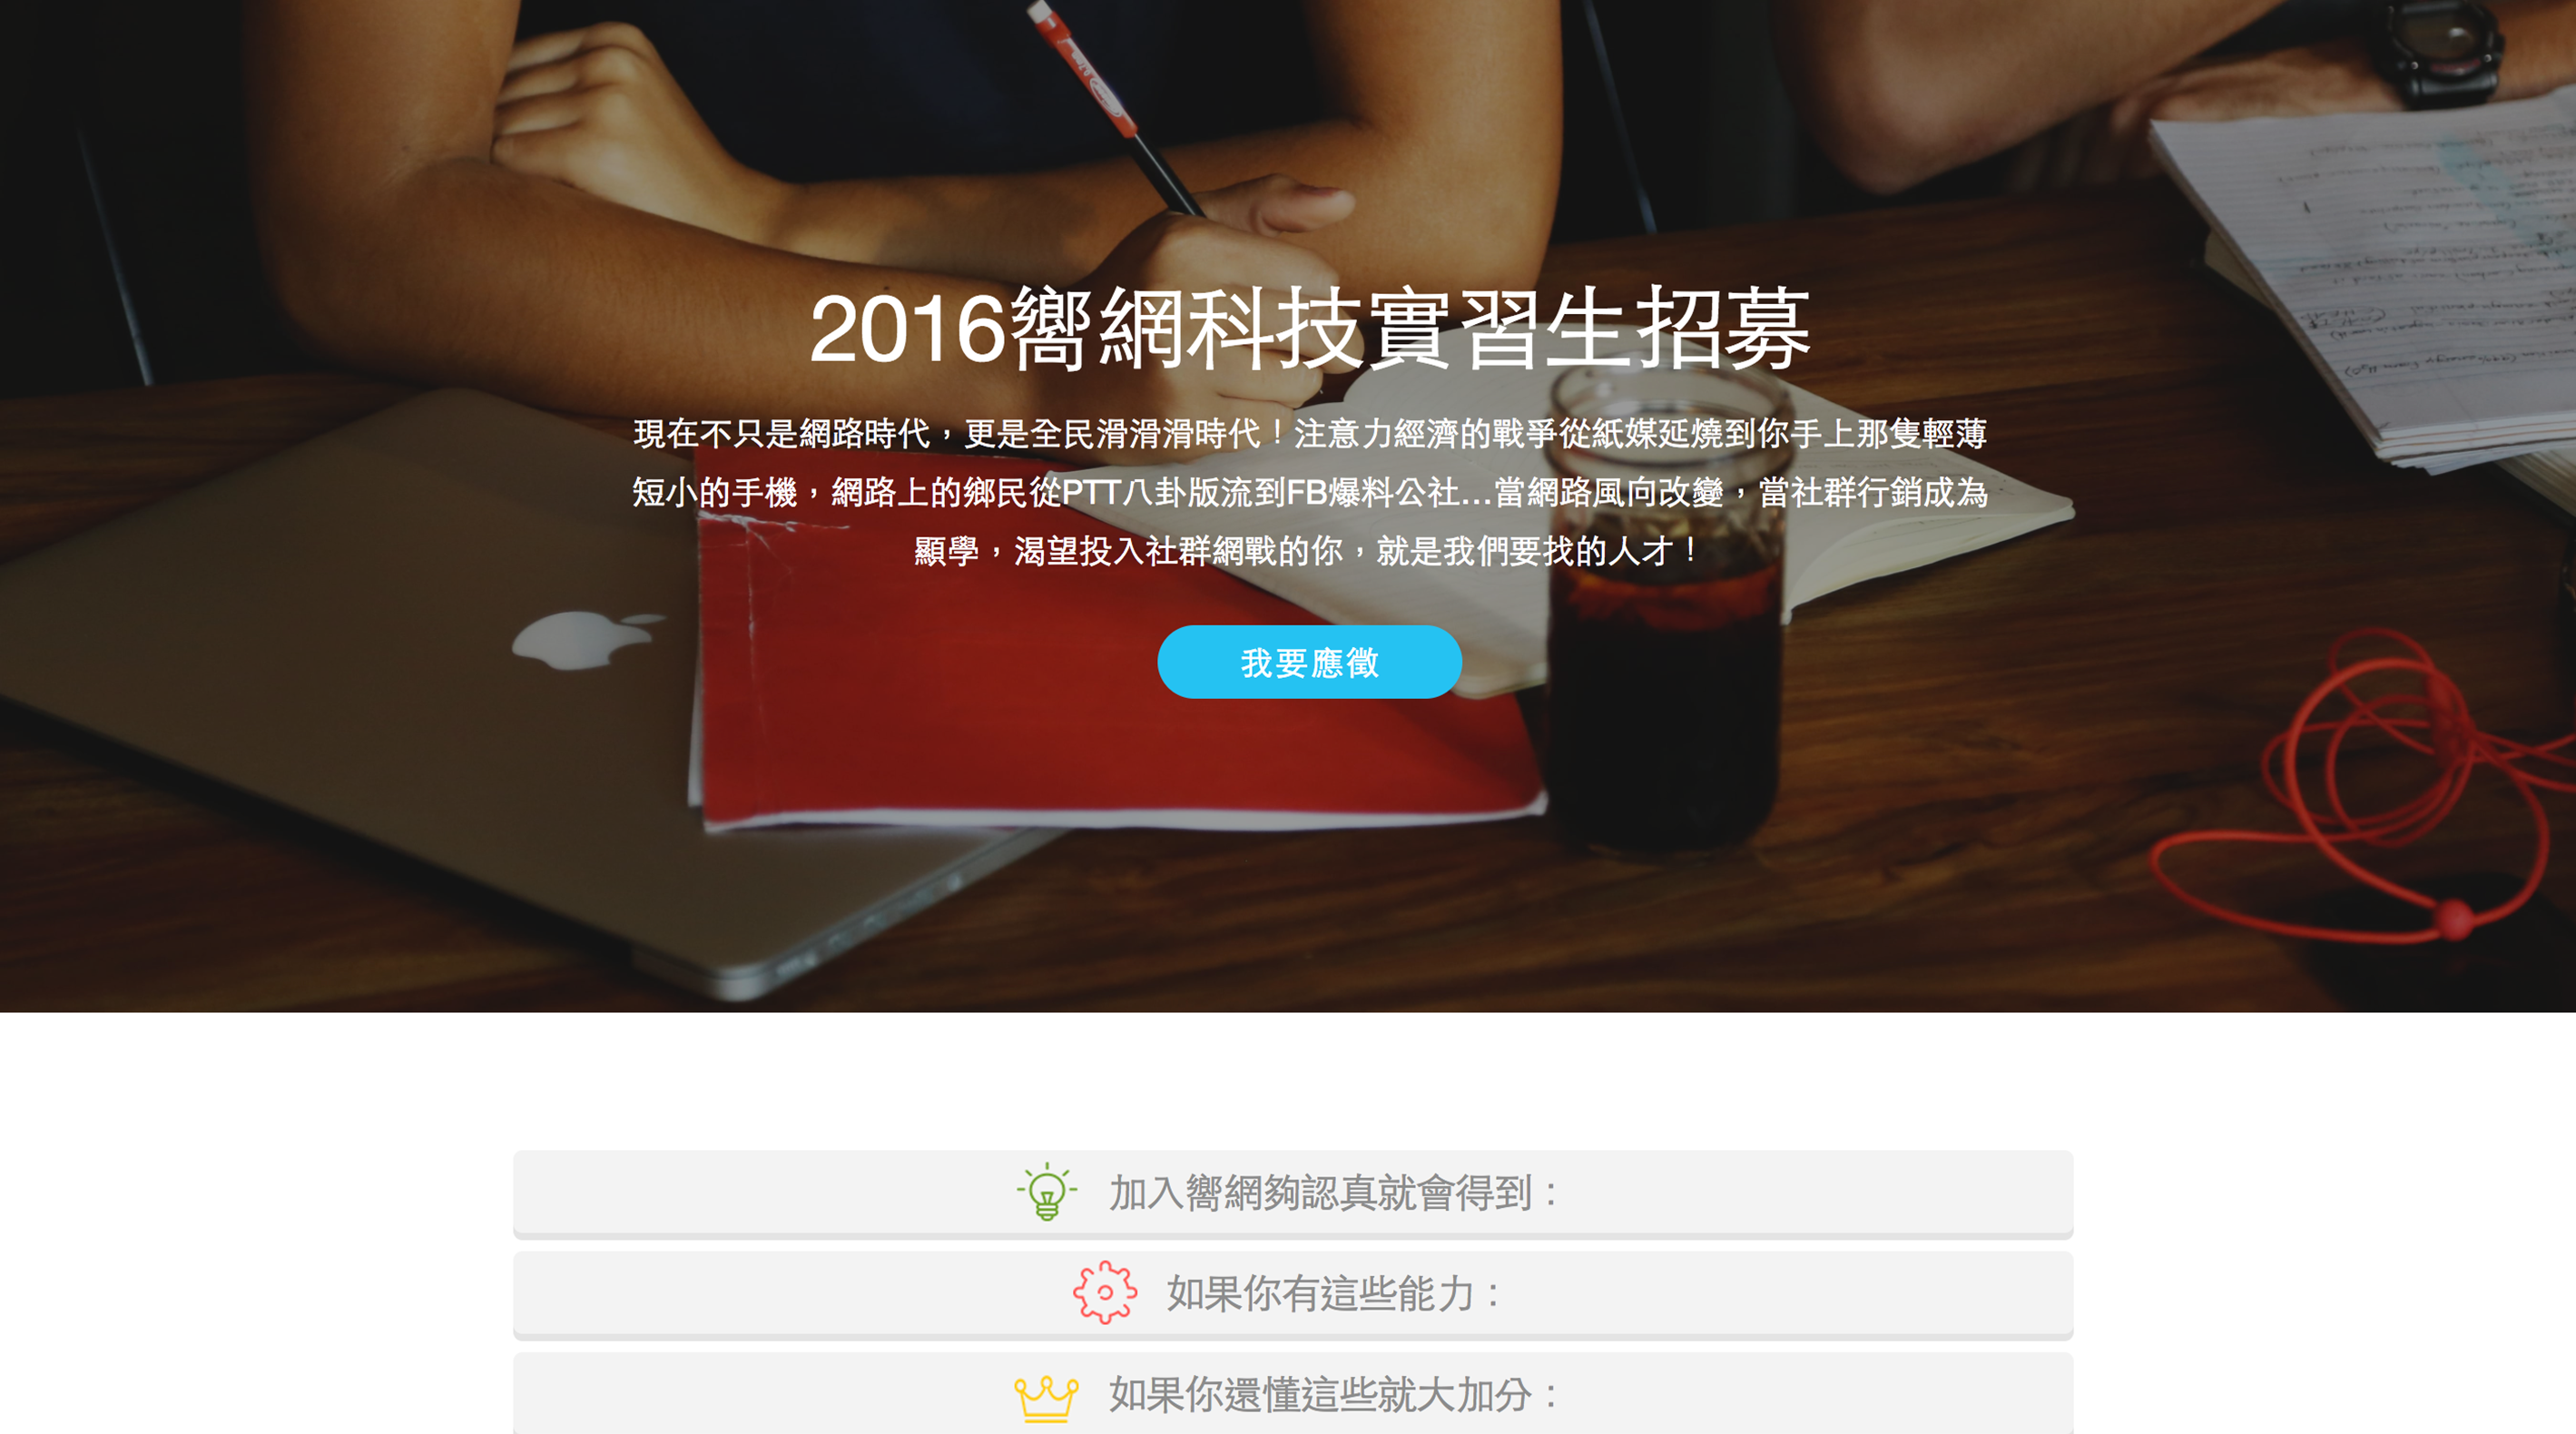 2016嚮網科技實習生招募
現在不只是網路時代，更是全民滑滑滑時代！注意力經濟的戰爭從紙媒延燒到你手上那隻輕薄
短小的手機，網路上的鄉民從PTT八卦版流到FB爆料公社...當網路風向改變，當社群行銷成為
顯學，渴望投入社群網戰的你，就是我們要找的人才！
我要應徵
加入嚮網夠認真就會得到：
如果你有這些能力：
如果你還懂這些就大加分：